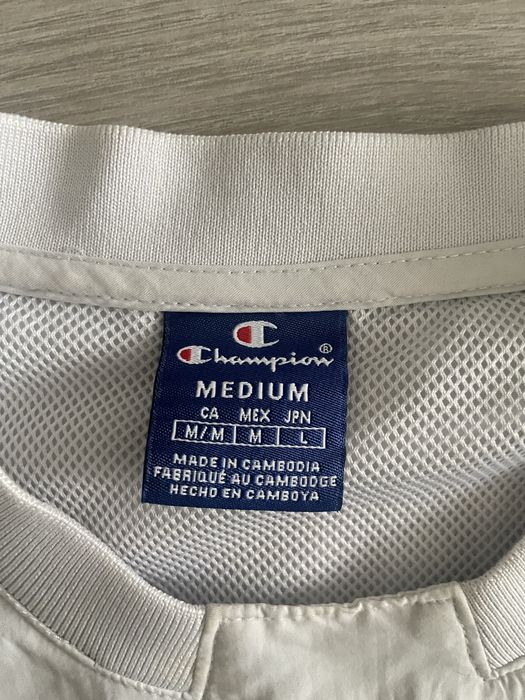 Champion®
MEDIUM
CA MEX JPN
M/M M L
MADE IN CAMBODIA
FABRIQUÉ AU CAMBODGE
HECHO EN CAMBOYA